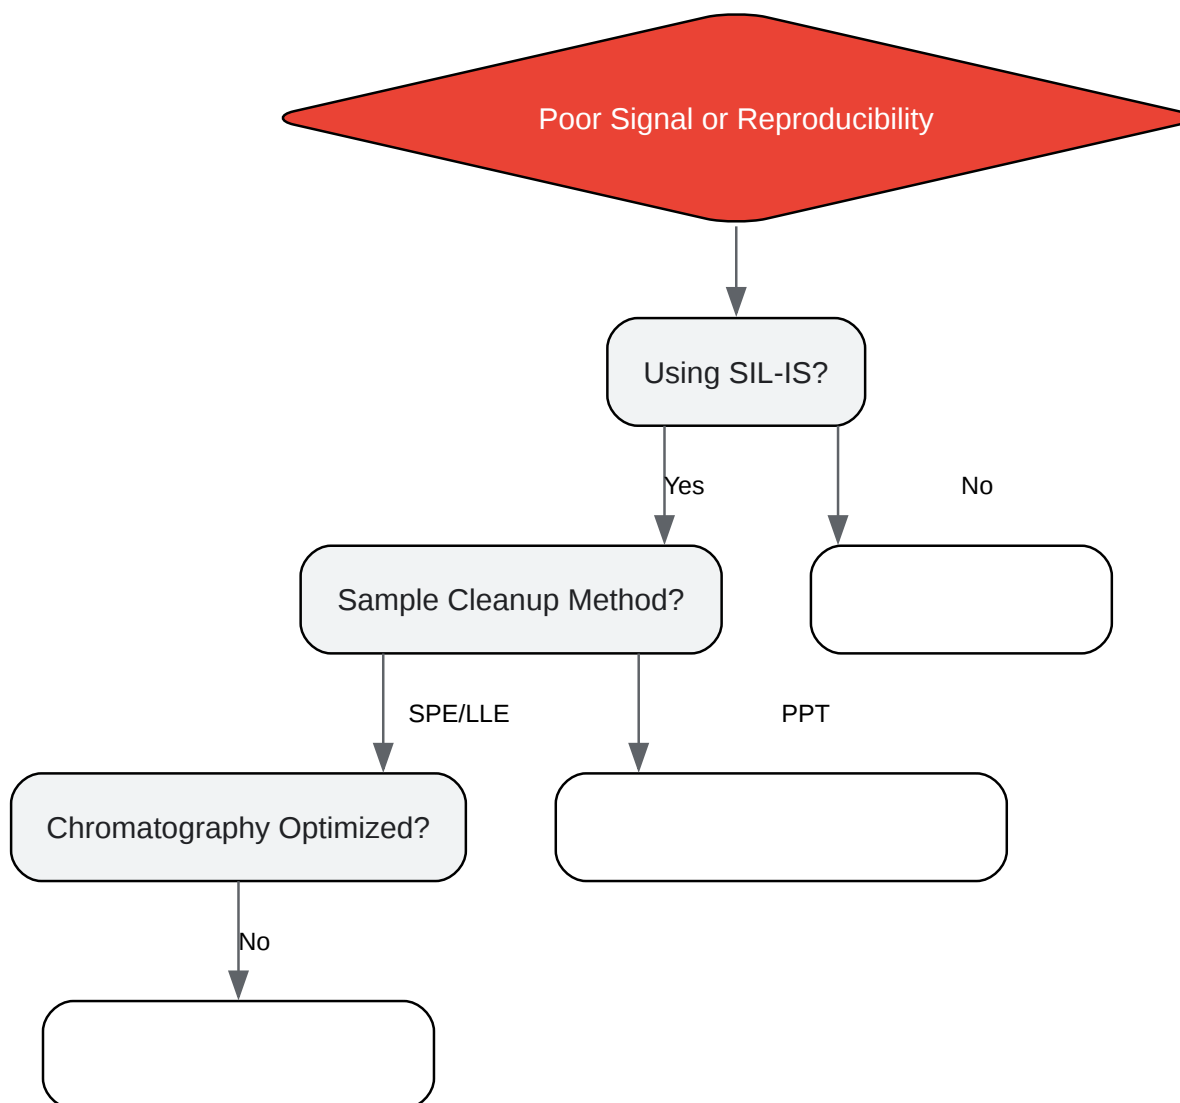 Poor Signal or Reproducibility
Using SIL-IS?
Yes
No
Sample Cleanup Method?
SPE/LLE
PPT
Chromatography Optimized?
No